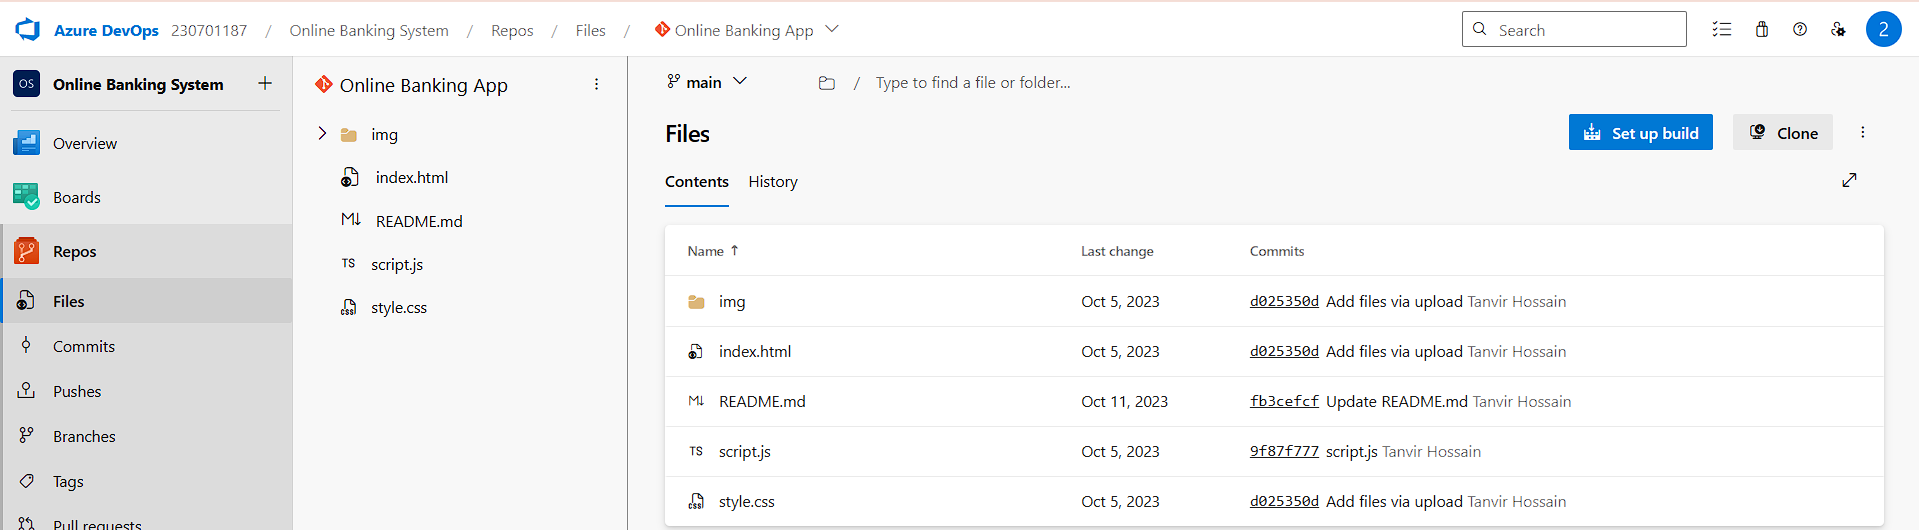 Azure DevOps 230701187 / Online Banking System / Repos / Files / Online Banking App
Search
2
OS Online Banking System +
Overview
Boards
Repos
Files
Commits
Pushes
Branches
Tags
Pull requests
Online Banking App
img
index.html
README.md
TS script.js
css style.css
main / Type to find a file or folder...
Files
Set up build
Clone
Contents History
Name ↑ Last change Commits
img Oct 5, 2023 d025350d Add files via upload Tanvir Hossain
index.html Oct 5, 2023 d025350d Add files via upload Tanvir Hossain
M↓ README.md Oct 11, 2023 fb3cefcf Update README.md Tanvir Hossain
TS script.js Oct 5, 2023 9f87f777 script.js Tanvir Hossain
css style.css Oct 5, 2023 d025350d Add files via upload Tanvir Hossain